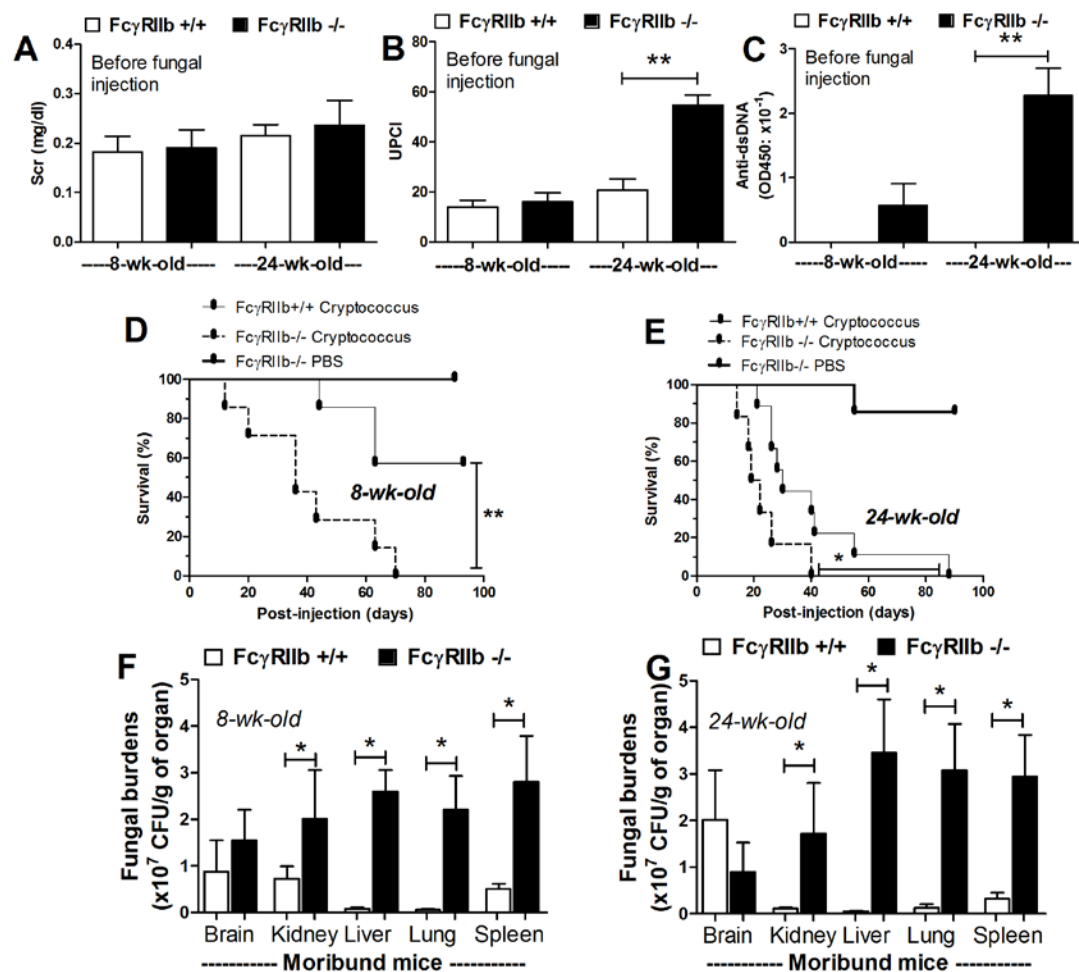 A
FcγRIIb +/+
FcγRIIb -/-
Before fungal
injection
Scr (mg/dl)
0.4
0.3
0.2
0.1
0.0
-----8-wk-old-----
----24-wk-old---
B
FcγRIIb +/+
FcγRIIb -/-
Before fungal
injection
**
UPCI
80
60
40
20
0
-----8-wk-old-----
----24-wk-old---
C
FcγRIIb +/+
FcγRIIb -/-
Before fungal
injection
**
Anti-dsDNA
(OD450: x10-1)
3
2
1
0
-----8-wk-old-----
----24-wk-old---
D
FcγRIIb+/+ Cryptococcus
FcγRIIb-/- Cryptococcus
FcγRIIb-/- PBS
Survival (%)
100
80
60
40
20
0
8-wk-old
**
0 20 40 60 80 100
Post-injection (days)
E
FcγRIIb+/+ Cryptococcus
FcγRIIb -/- Cryptococcus
FcγRIIb-/- PBS
Survival (%)
100
80
60
40
20
0
24-wk-old
*
0 20 40 60 80 100
Post-injection (days)
F
FcγRIIb +/+
FcγRIIb -/-
8-wk-old
Fungal burdens
(x107 CFU/g of organ)
5
4
3
2
1
0
* * * *
Brain Kidney Liver Lung Spleen
----------- Moribund mice -----------
G
FcγRIIb +/+
FcγRIIb -/-
24-wk-old
Fungal burdens
(x107 CFU/g of organ)
5
4
3
2
1
0
* * * *
Brain Kidney Liver Lung Spleen
----------- Moribund mice -----------